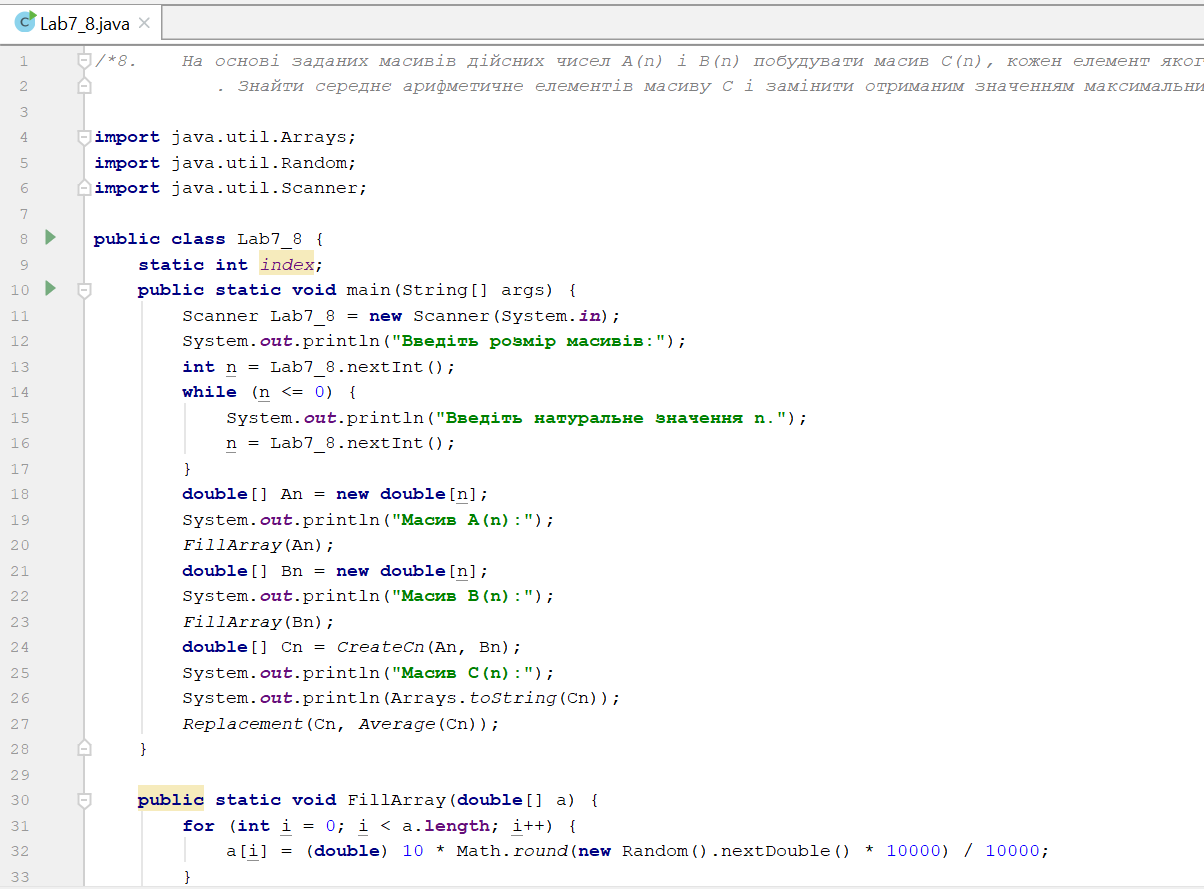 Lab7_8.java
1 /*8. На основі заданих масивів дійсних чисел A(n) і B(n) побудувати масив C(n), кожен елемент якого
2 . Знайти середнє арифметичне елементів масиву C і замінити отриманим значенням
3
4 import java.util.Arrays;
5 import java.util.Random;
6 import java.util.Scanner;
7
8 public class Lab7_8 {
9 static int index;
10 public static void main(String[] args) {
11 Scanner Lab7_8 = new Scanner(System.in);
12 System.out.println("Введіть розмір масивів:");
13 int n = Lab7_8.nextInt();
14 while (n <= 0) {
15 System.out.println("Введіть натуральне значення n.");
16 n = Lab7_8.nextInt();
17 }
18 double[] An = new double[n];
19 System.out.println("Масив A(n):");
20 FillArray(An);
21 double[] Bn = new double[n];
22 System.out.println("Масив B(n):");
23 FillArray(Bn);
24 double[] Cn = CreateCn(An, Bn);
25 System.out.println("Масив C(n):");
26 System.out.println(Arrays.toString(Cn));
27 Replacement(Cn, Average(Cn));
28 }
29
30 public static void FillArray(double[] a) {
31 for (int i = 0; i < a.length; i++) {
32 a[i] = (double) 10 * Math.round(new Random().nextDouble() * 10000) / 10000;
33 }